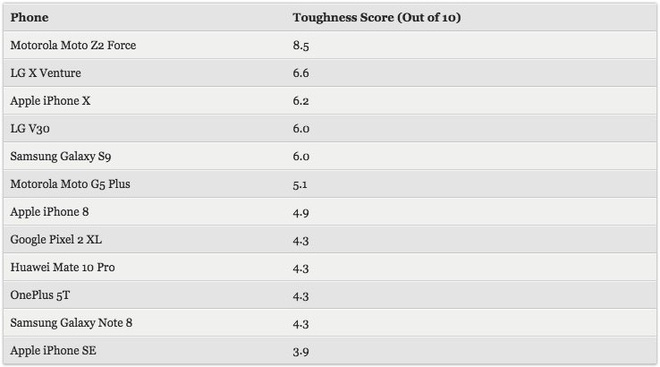 Phone Toughness Score (Out of 10)
Motorola Moto Z2 Force 8.5
LG X Venture 6.6
Apple iPhone X 6.2
LG V30 6.0
Samsung Galaxy S9 6.0
Motorola Moto G5 Plus 5.1
Apple iPhone 8 4.9
Google Pixel 2 XL 4.3
Huawei Mate 10 Pro 4.3
OnePlus 5T 4.3
Samsung Galaxy Note 8 4.3
Apple iPhone SE 3.9